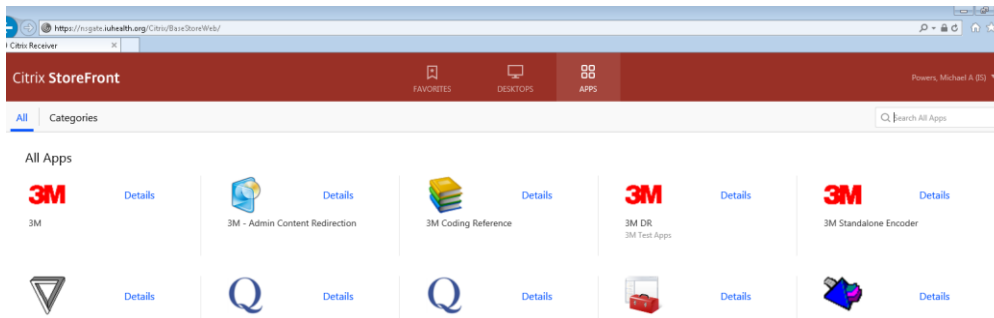 https://nxgate.iuhealth.org/Citrix/BaseStoreWeb/
Citrix Receiver
Citrix StoreFront
FAVORITES
DESKTOPS
APPS
Powers, Michael A (IS)
All
Categories
Search All Apps
All Apps
3M Details
Details
Details
3M Details
3M Details
3M
3M - Admin Content Redirection
3M Coding Reference
3M DR
3M Standalone Encoder
3M Test Apps
Details
Q Details
Q Details
Details
Details